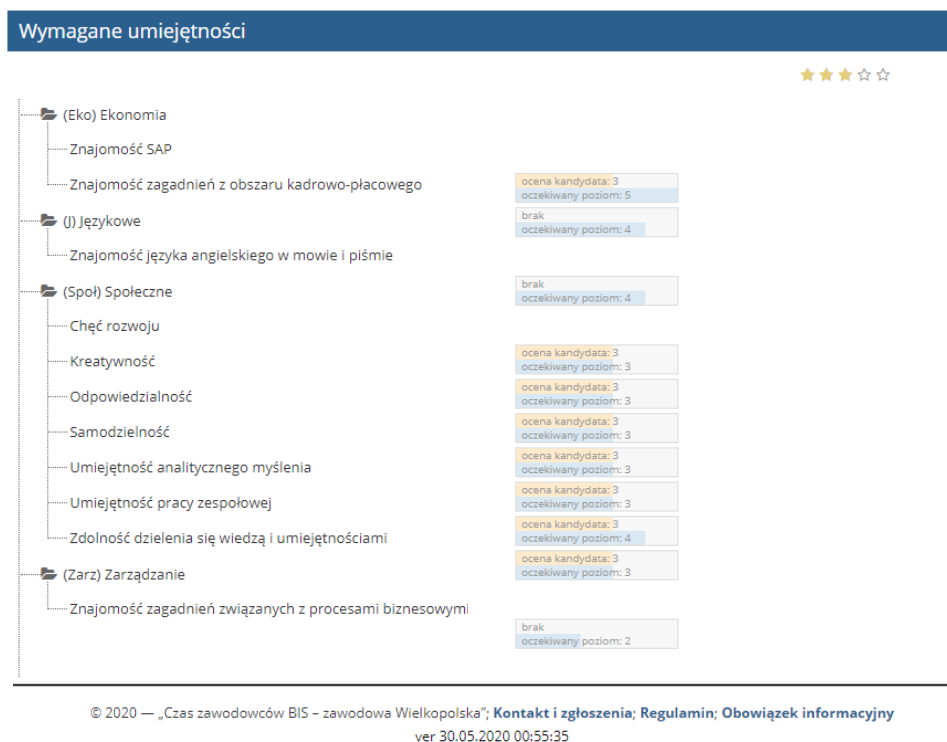 Wymagane umiejętności
(Eko) Ekonomia
Znajomość SAP
Znajomość zagadnień z obszaru kadrowo-płacowego
ocena kandydata: 3
oczekiwany poziom: 5
(J) Językowe
brak
oczekiwany poziom: 4
Znajomość języka angielskiego w mowie i piśmie
(Społ) Społeczne
brak
oczekiwany poziom: 4
Chęć rozwoju
Kreatywność
ocena kandydata: 3
oczekiwany poziom: 3
Odpowiedzialność
ocena kandydata: 3
oczekiwany poziom: 3
Samodzielność
ocena kandydata: 3
oczekiwany poziom: 3
Umiejętność analitycznego myślenia
ocena kandydata: 3
oczekiwany poziom: 3
Umiejętność pracy zespołowej
ocena kandydata: 3
oczekiwany poziom: 3
Zdolność dzielenia się wiedzą i umiejętnościami
ocena kandydata: 3
oczekiwany poziom: 4
(Zarz) Zarządzanie
ocena kandydata: 3
oczekiwany poziom: 3
Znajomość zagadnień związanych z procesami biznesowymi
brak
oczekiwany poziom: 2
© 2020 — „Czas zawodowców BIS – zawodowa Wielkopolska”; Kontakt i zgłoszenia; Regulamin; Obowiązek informacyjny
ver 30.05.2020 00:55:35